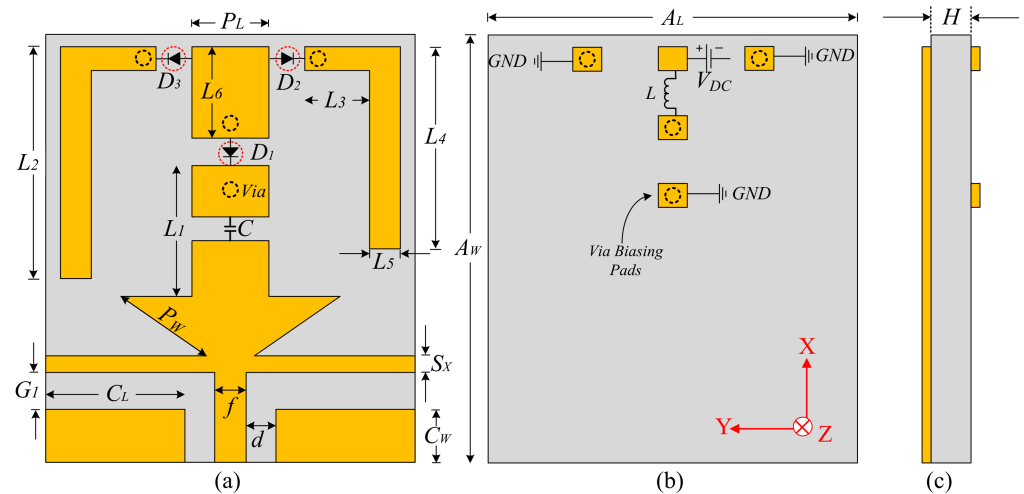 P_L
D_3
D_2
L_6
L_3
L_4
L_2
D_1
Via
L_1
C
L_5
P_W
S_X
G_1
C_L
f
d
C_W
(a)
A_L
GND
+ −
GND
V_DC
L
GND
A_W
Via Biasing
Pads
X
Y
Z
(b)
H
(c)